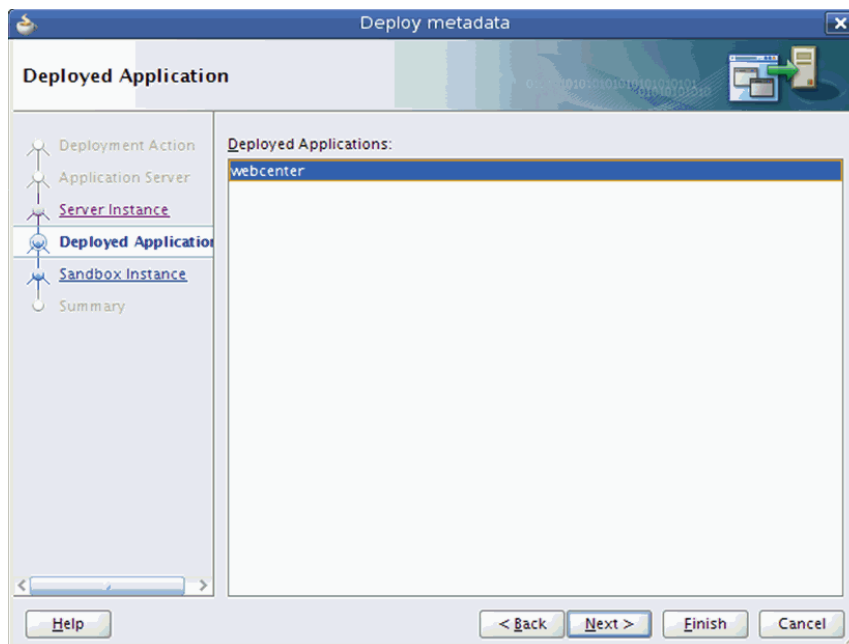 Deploy metadata
Deployed Application
Deployment Action
Application Server
Server Instance
Deployed Application
Sandbox Instance
Summary
Deployed Applications:
webcenter
Help
< Back
Next >
Finish
Cancel